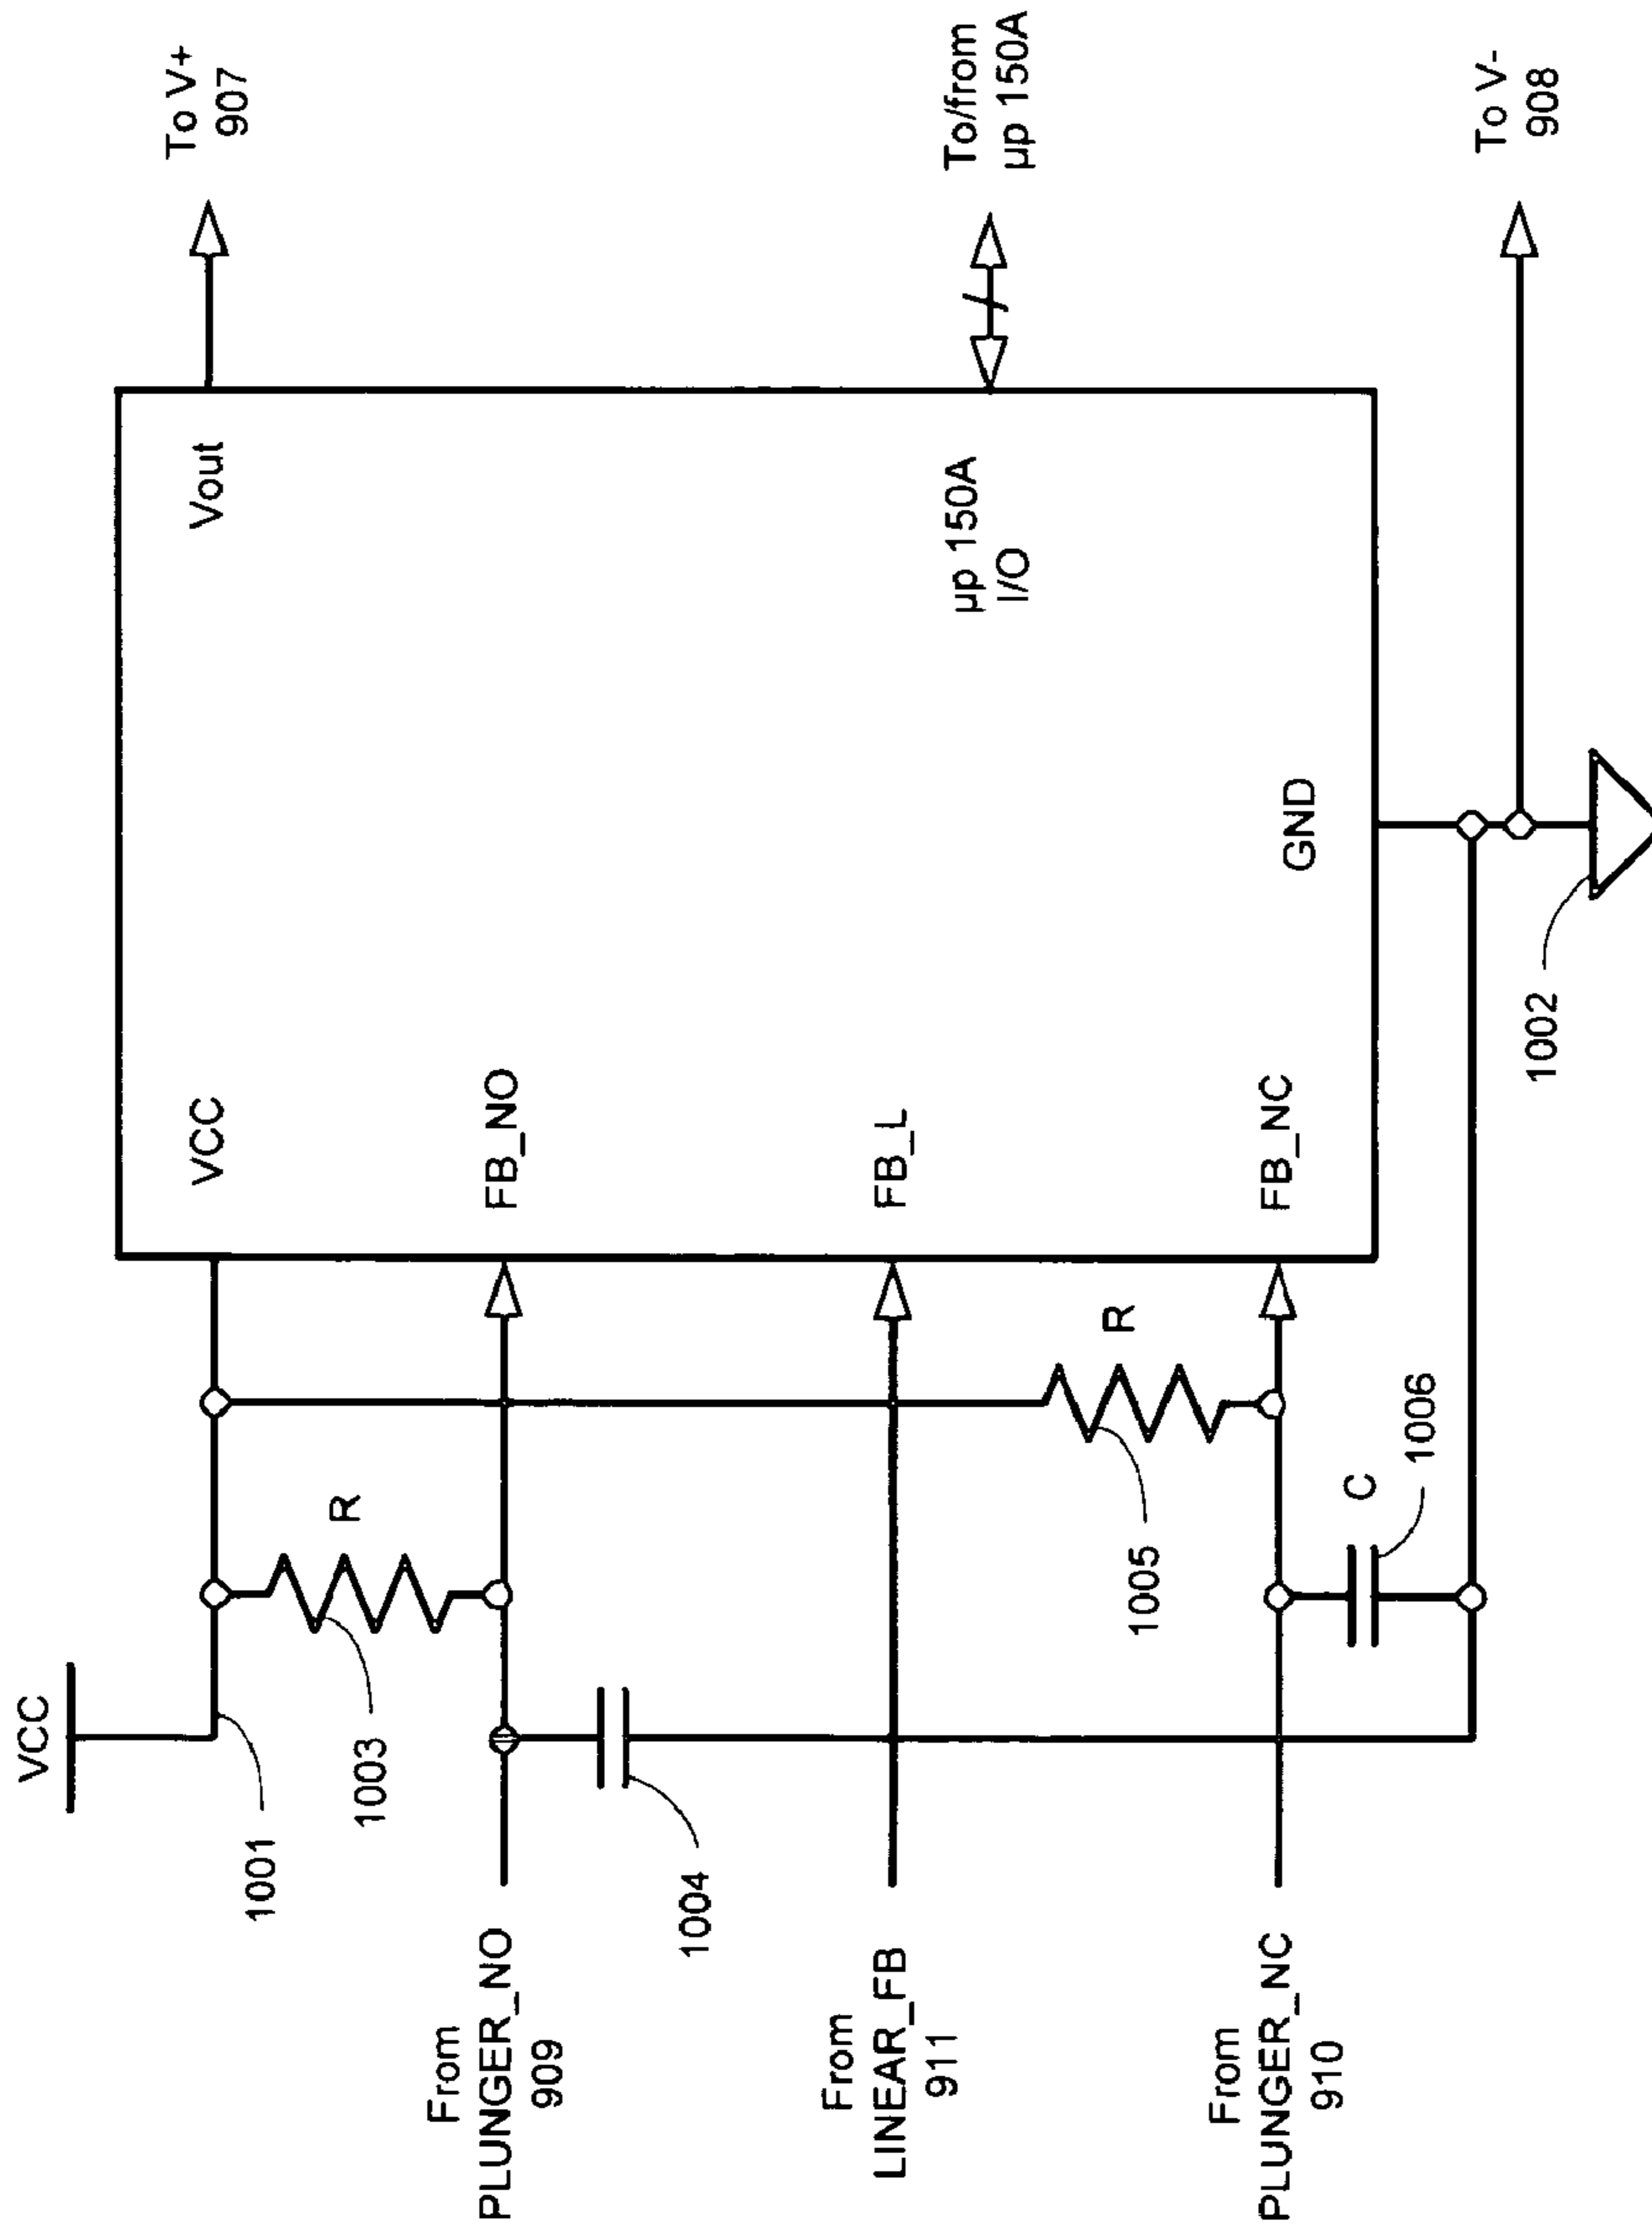 VCC
1001
1003
R
VCC
Vout
To V+
907
From
PLUNGER_NO
909
FB_NO
1004
From
LINEAR_FB
911
FB_L
µp 150A
I/O
To/from
µp 150A
1005
R
From
PLUNGER_NC
910
FB_NC
GND
C
1006
1002
To V-
908